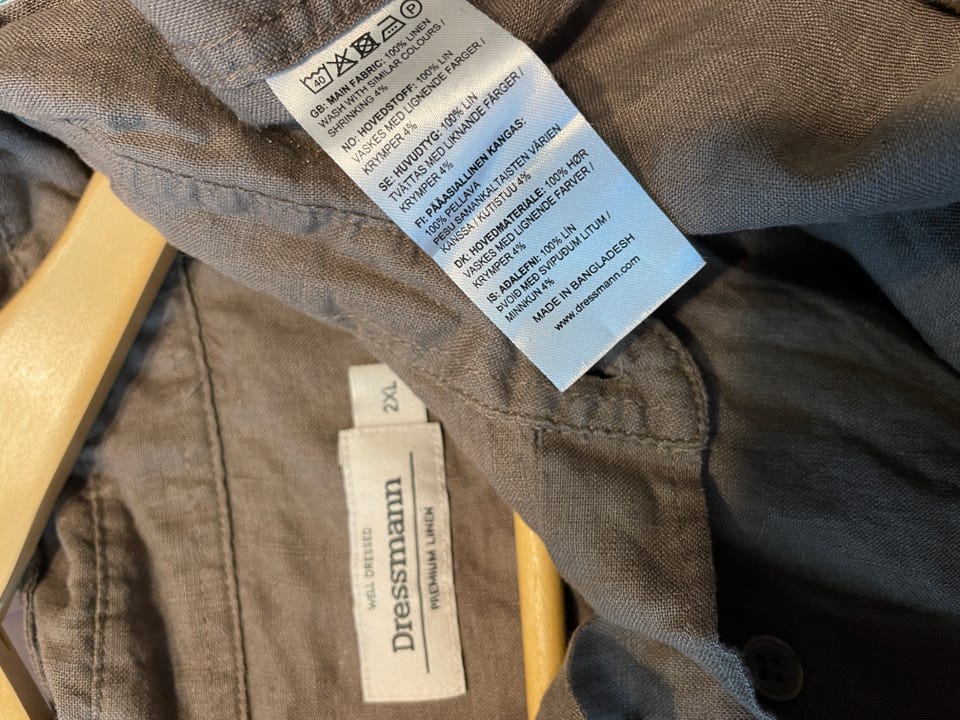 40
P
GB: MAIN FABRIC: 100% LINEN
WASH WITH SIMILAR COLOURS /
SHRINKING 4%
NO: HOVEDSTOFF: 100% LIN
VASKES MED LIGNENDE FARGER /
KRYMPER 4%
SE: HUVUDTYG: 100% LIN
TVÄTTAS MED LIKNANDE FÄRGER /
KRYMPER 4%
FI: PÄÄASIALLINEN KANGAS:
100% PELLAVA
PESU SAMANKALTAISTEN VÄRIEN
KANSSA / KUTISTUU 4%
DK: HOVEDMATERIALE: 100% HØR
VASKES MED LIGNENDE FARVER /
KRYMPER 4%
IS: AÐALEFNI: 100% LIN
ÞVOIÐ MEÐ SVIPUÐUM LITUM /
MINNKUN 4%
MADE IN BANGLADESH
www.dressmann.com
2XL
WELL DRESSED
Dressmann
PREMIUM LINEN